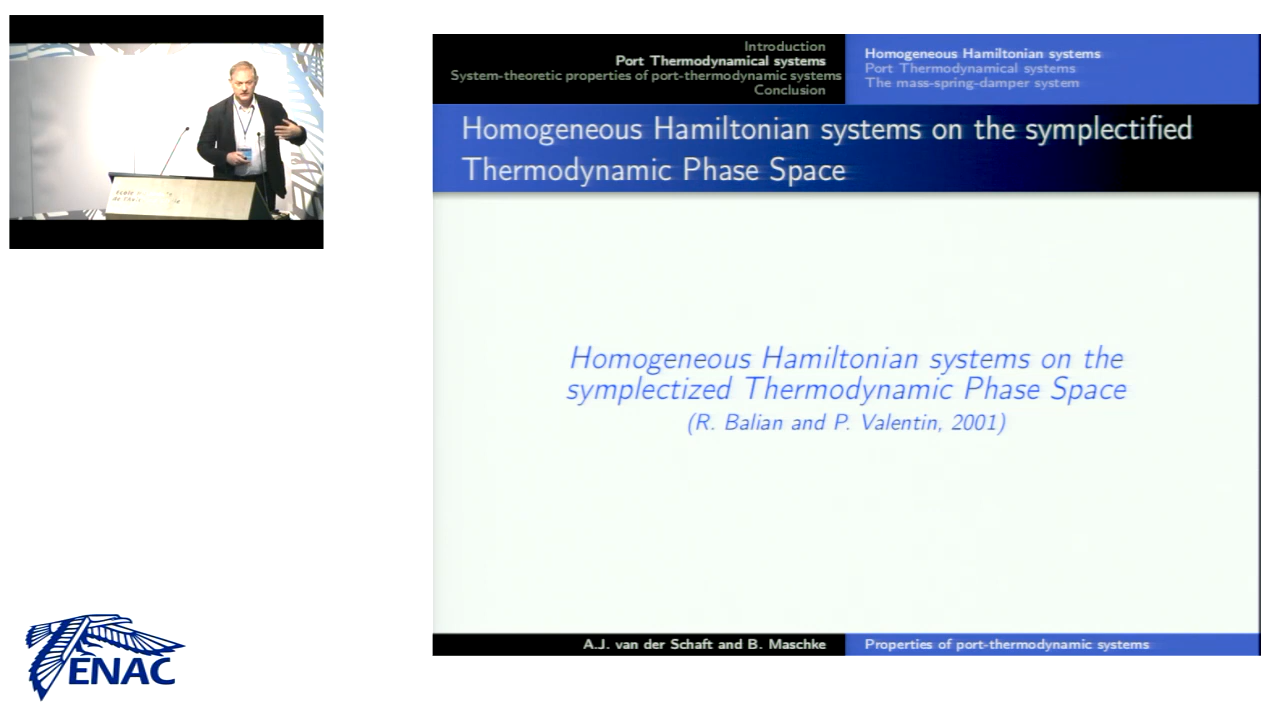 Introduction
Port Thermodynamical systems
System-theoretic properties of port-thermodynamic systems
Conclusion
Homogeneous Hamiltonian systems
Port Thermodynamical systems
The mass-spring-damper system
Homogeneous Hamiltonian systems on the symplectified
Thermodynamic Phase Space
Homogeneous Hamiltonian systems on the
symplectized Thermodynamic Phase Space
(R. Balian and P. Valentin, 2001)
A.J. van der Schaft and B. Maschke
Properties of port-thermodynamic systems
ENAC